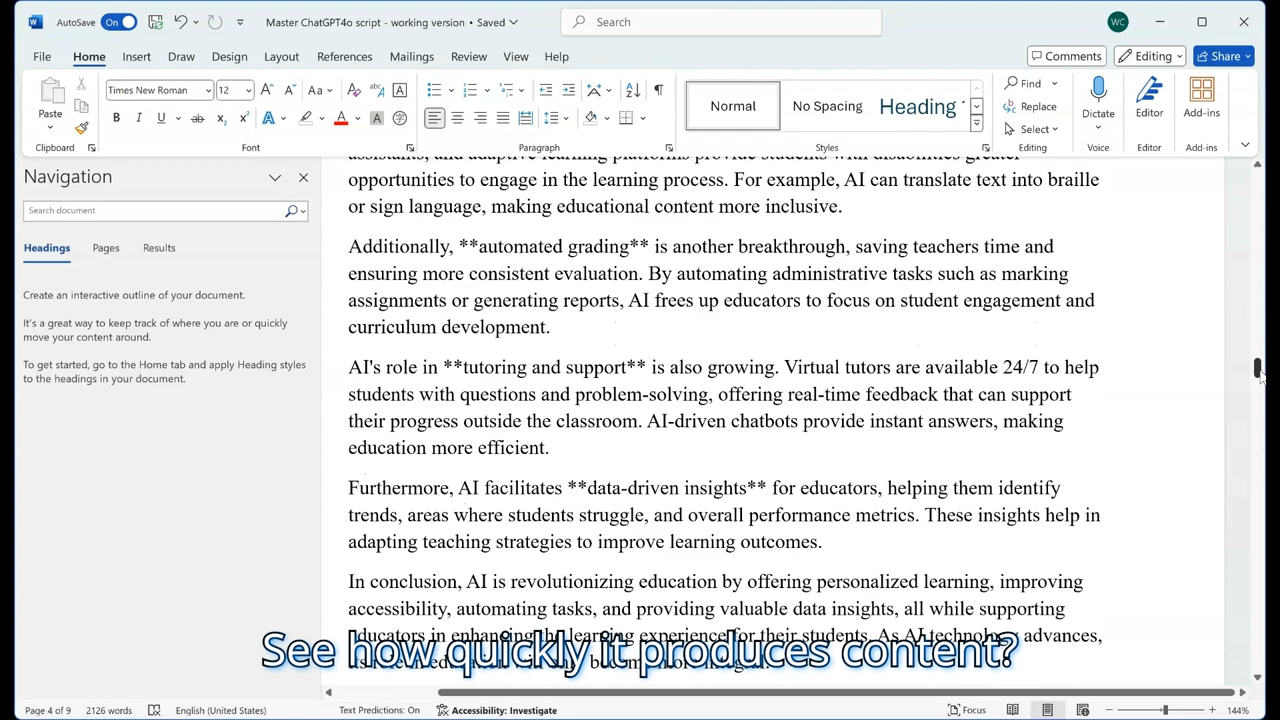 AutoSave On Master ChatGPT4o script - working version • Saved Search WC
File Home Insert Draw Design Layout References Mailings Review View Help Comments Editing Share
Paste Times New Roman 12 Aa Normal No Spacing Heading Find Replace Select Dictate Editor Add-ins
Clipboard Font Paragraph Styles Editing Voice Editor Add-ins
Navigation
Search document
Headings Pages Results
Create an interactive outline of your document.
It's a great way to keep track of where you are or quickly
move your content around.
To get started, go to the Home tab and apply Heading styles
to the headings in your document.
assistants, and adaptive learning platforms provide students with disabilities greater
opportunities to engage in the learning process. For example, AI can translate text into braille
or sign language, making educational content more inclusive.
Additionally, **automated grading** is another breakthrough, saving teachers time and
ensuring more consistent evaluation. By automating administrative tasks such as marking
assignments or generating reports, AI frees up educators to focus on student engagement and
curriculum development.
AI's role in **tutoring and support** is also growing. Virtual tutors are available 24/7 to help
students with questions and problem-solving, offering real-time feedback that can support
their progress outside the classroom. AI-driven chatbots provide instant answers, making
education more efficient.
Furthermore, AI facilitates **data-driven insights** for educators, helping them identify
trends, areas where students struggle, and overall performance metrics. These insights help in
adapting teaching strategies to improve learning outcomes.
In conclusion, AI is revolutionizing education by offering personalized learning, improving
accessibility, automating tasks, and providing valuable data insights, all while supporting
educators in enhancing the learning experience for their students. As AI technology advances,
See how quickly it produces content?
Page 4 of 9 2126 words English (United States) Text Predictions: On Accessibility: Investigate Focus 144%